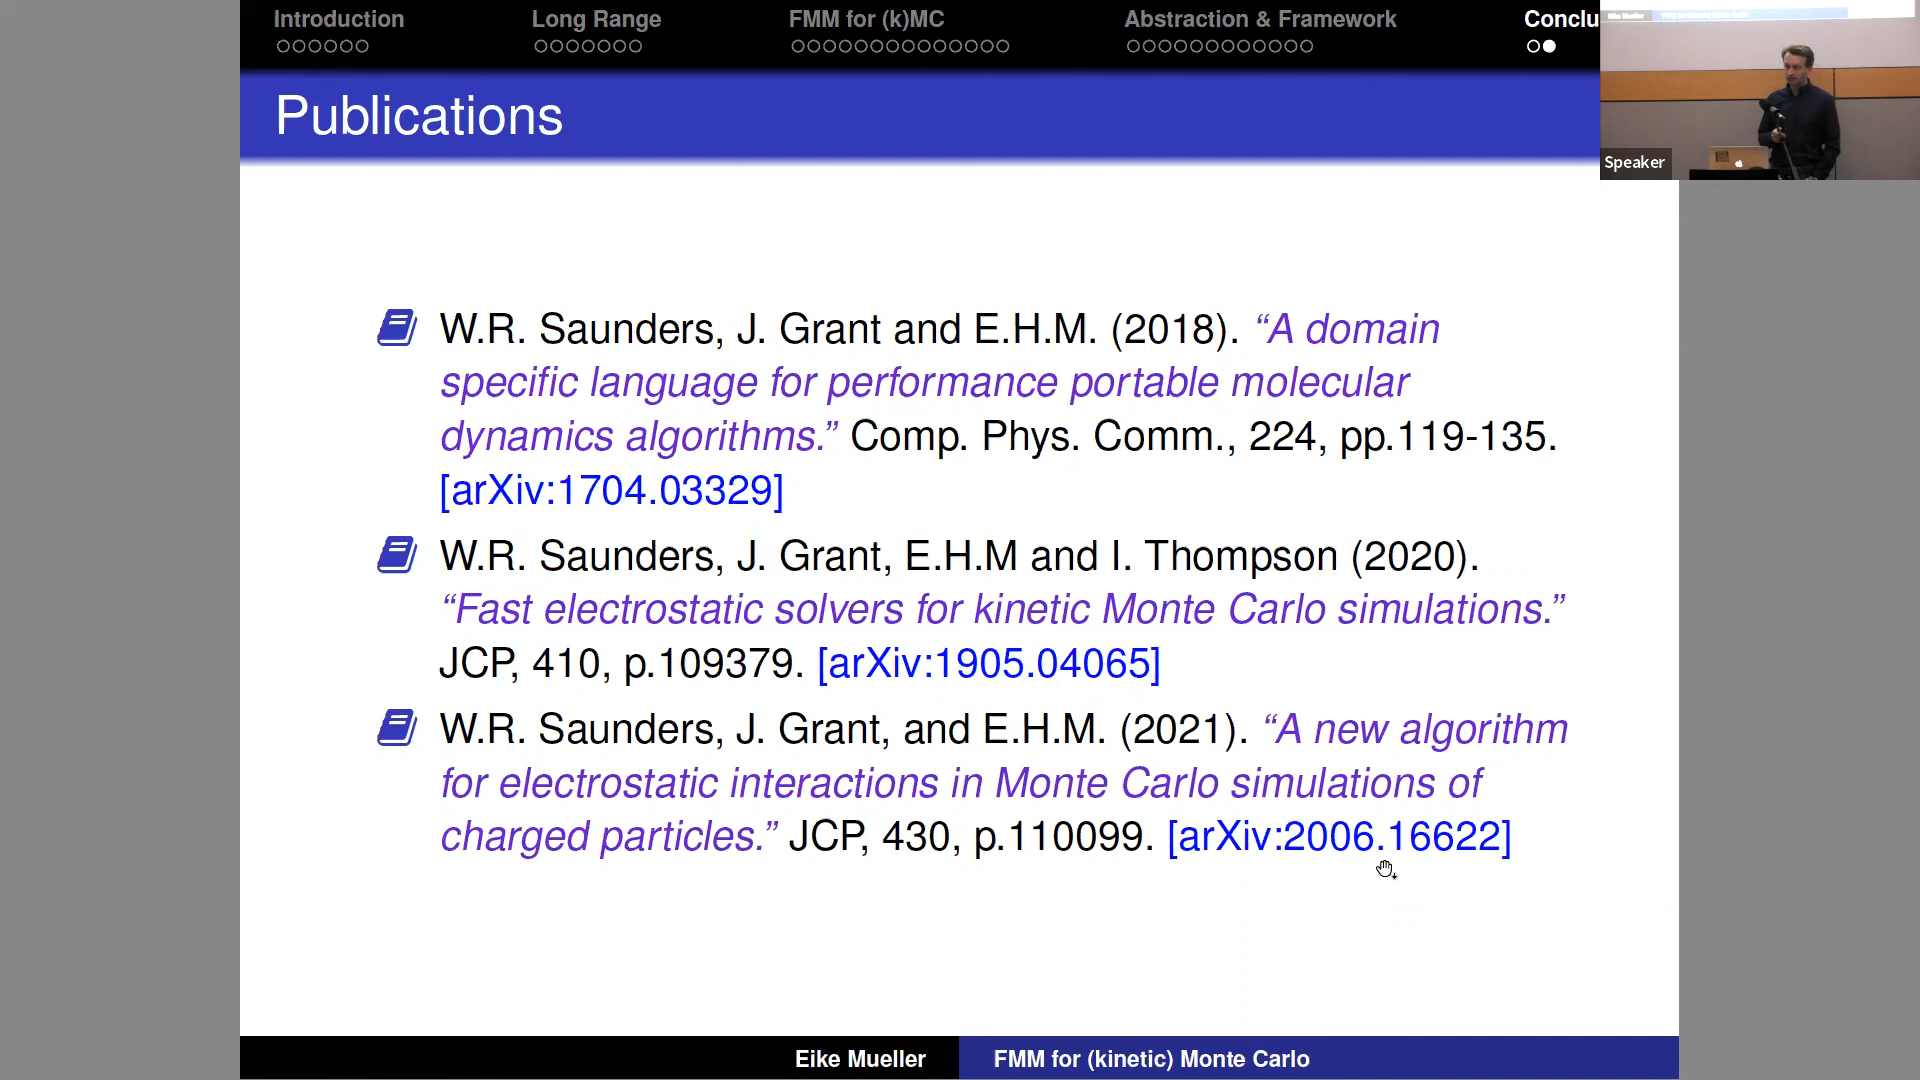 Introduction Long Range FMM for (k)MC Abstraction & Framework Conclu
Speaker
Publications
W.R. Saunders, J. Grant and E.H.M. (2018). “A domain
specific language for performance portable molecular
dynamics algorithms.” Comp. Phys. Comm., 224, pp.119-135.
[arXiv:1704.03329]
W.R. Saunders, J. Grant, E.H.M and I. Thompson (2020).
“Fast electrostatic solvers for kinetic Monte Carlo simulations.”
JCP, 410, p.109379. [arXiv:1905.04065]
W.R. Saunders, J. Grant, and E.H.M. (2021). “A new algorithm
for electrostatic interactions in Monte Carlo simulations of
charged particles.” JCP, 430, p.110099. [arXiv:2006.16622]
Eike Mueller FMM for (kinetic) Monte Carlo